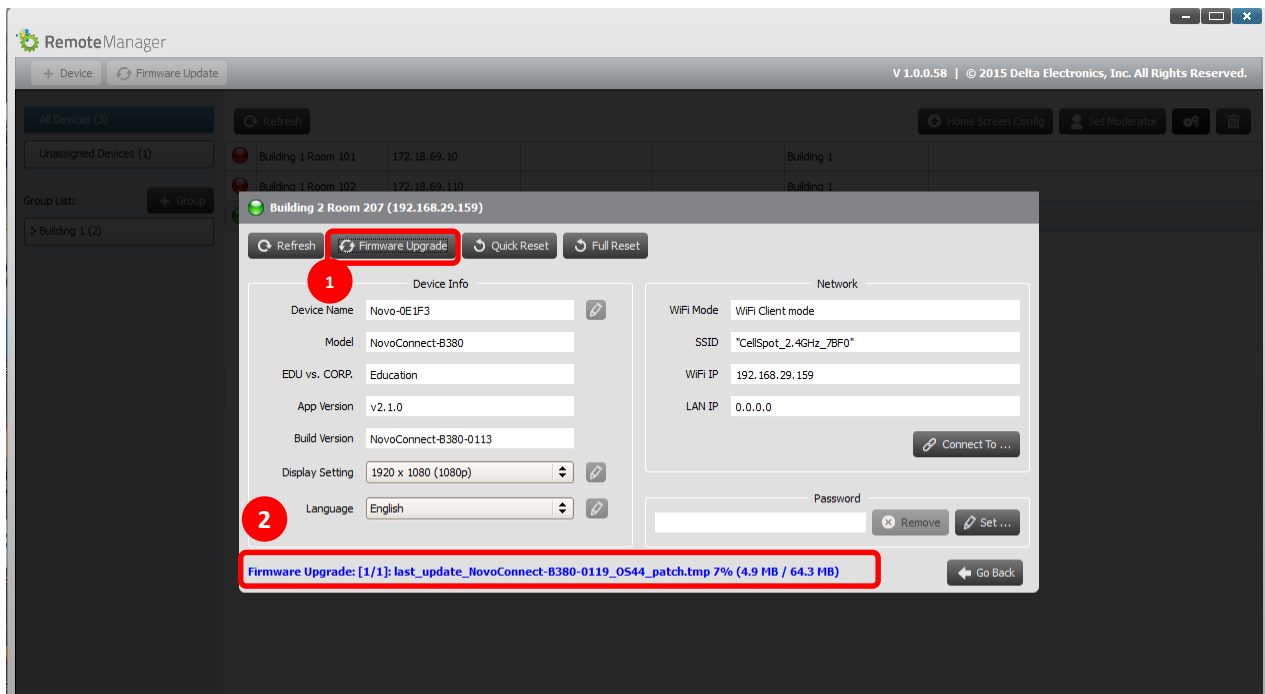 RemoteManager
+ Device Firmware Update V 1.0.0.58 | © 2015 Delta Electronics, Inc. All Rights Reserved.
All Devices (3) Refresh Home Screen Config Set Moderator
Unassigned Devices (1) Building 1 Room 101 172.18.69.10 Building 1
Building 1 Room 102 172.18.69.110 Building 1
Group List: + Group
Building 1 (2)
Building 2 Room 207 (192.168.29.159)
Refresh Firmware Upgrade Quick Reset Full Reset
1
Device Info Network
Device Name Novo-0E1F3 WiFi Mode WiFi Client mode
Model NovoConnect-B380 SSID "CellSpot_2.4GHz_7BF0"
EDU vs. CORP. Education WiFi IP 192.168.29.159
App Version v2.1.0 LAN IP 0.0.0.0
Build Version NovoConnect-B380-0113 Connect To ...
Display Setting 1920 x 1080 (1080p)
Language English Password
2
Remove Set ...
Firmware Upgrade: [1/1]: last_update_NovoConnect-B380-0119_OS44_patch.tmp 7% (4.9 MB / 64.3 MB) Go Back